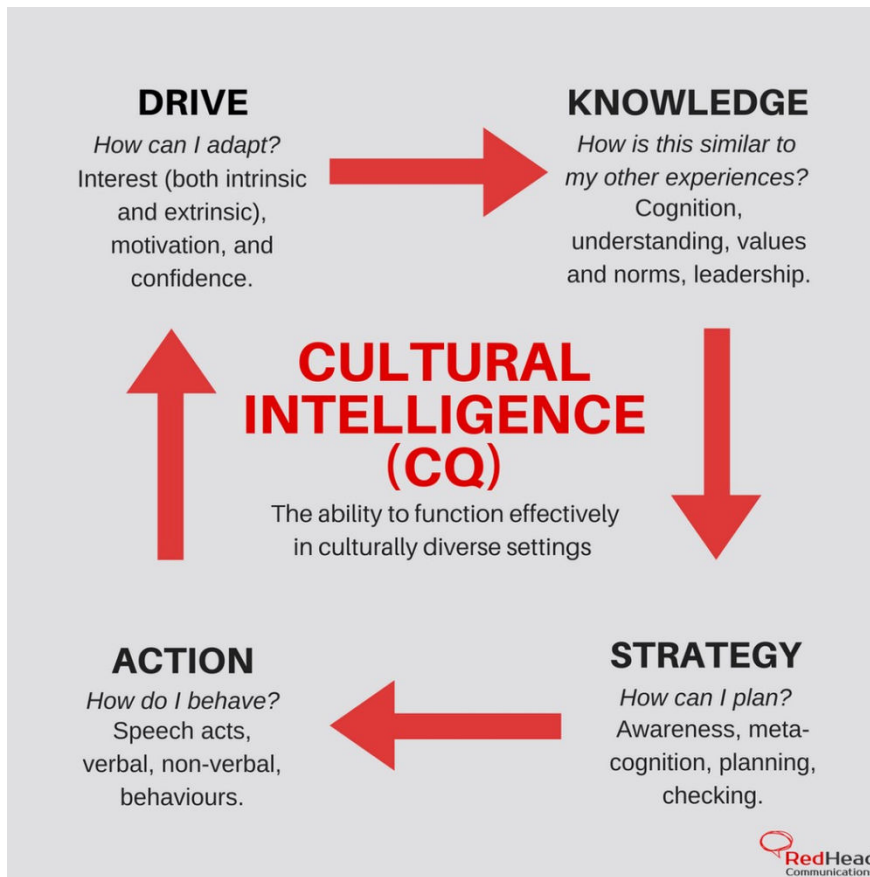 DRIVE
How can I adapt?
Interest (both intrinsic
and extrinsic),
motivation, and
confidence.
KNOWLEDGE
How is this similar to
my other experiences?
Cognition,
understanding, values
and norms, leadership.
CULTURAL
INTELLIGENCE
(CQ)
The ability to function effectively
in culturally diverse settings
ACTION
How do I behave?
Speech acts,
verbal, non-verbal,
behaviours.
STRATEGY
How can I plan?
Awareness, meta-
cognition, planning,
checking.
RedHead
Communication